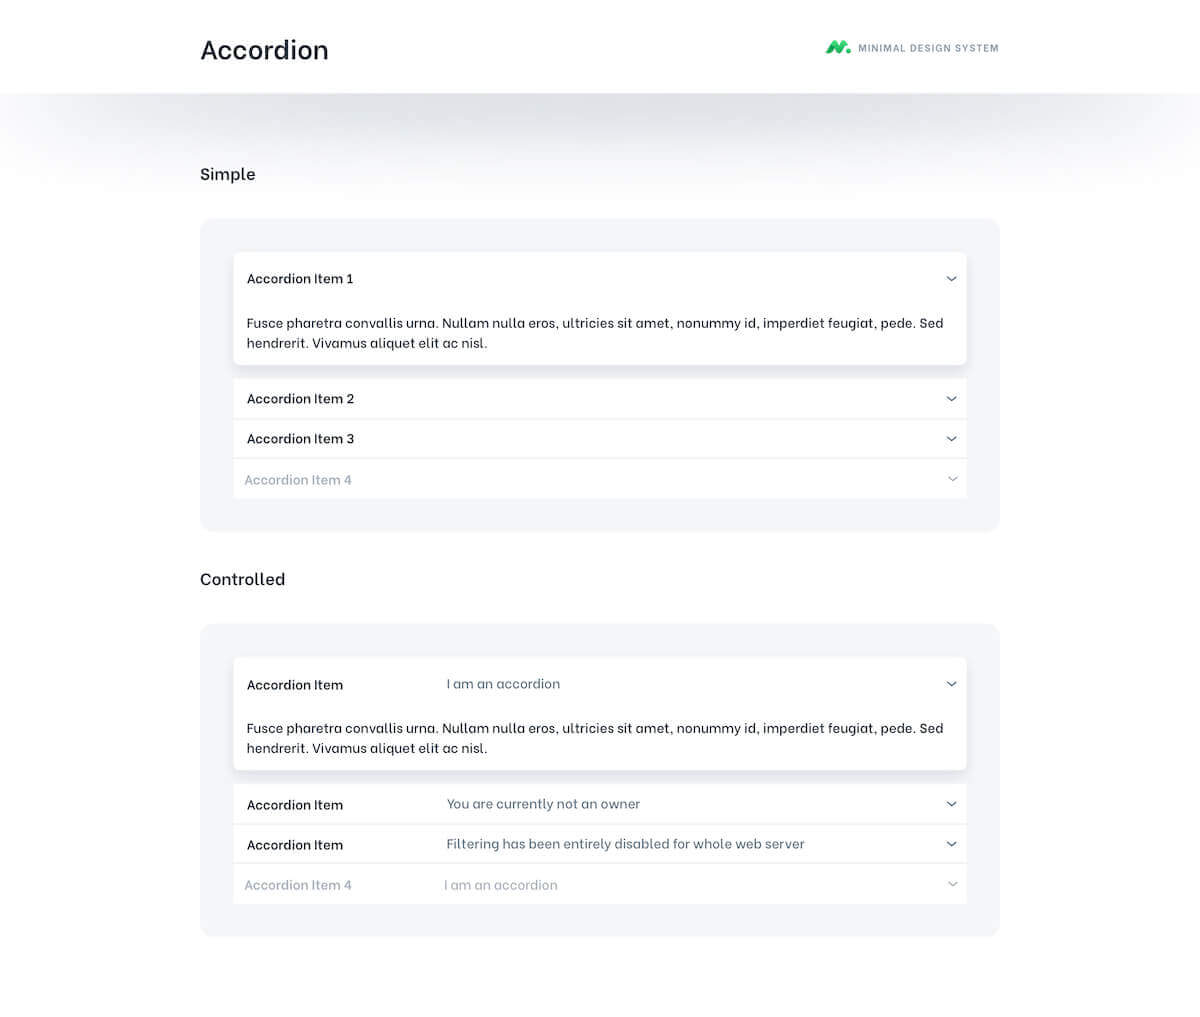 Accordion
MINIMAL DESIGN SYSTEM
Simple
Accordion Item 1
Fusce pharetra convallis urna. Nullam nulla eros, ultricies sit amet, nonummy id, imperdiet feugiat, pede. Sed
hendrerit. Vivamus aliquet elit ac nisl.
Accordion Item 2
Accordion Item 3
Accordion Item 4
Controlled
Accordion Item I am an accordion
Fusce pharetra convallis urna. Nullam nulla eros, ultricies sit amet, nonummy id, imperdiet feugiat, pede. Sed
hendrerit. Vivamus aliquet elit ac nisl.
Accordion Item You are currently not an owner
Accordion Item Filtering has been entirely disabled for whole web server
Accordion Item 4 I am an accordion